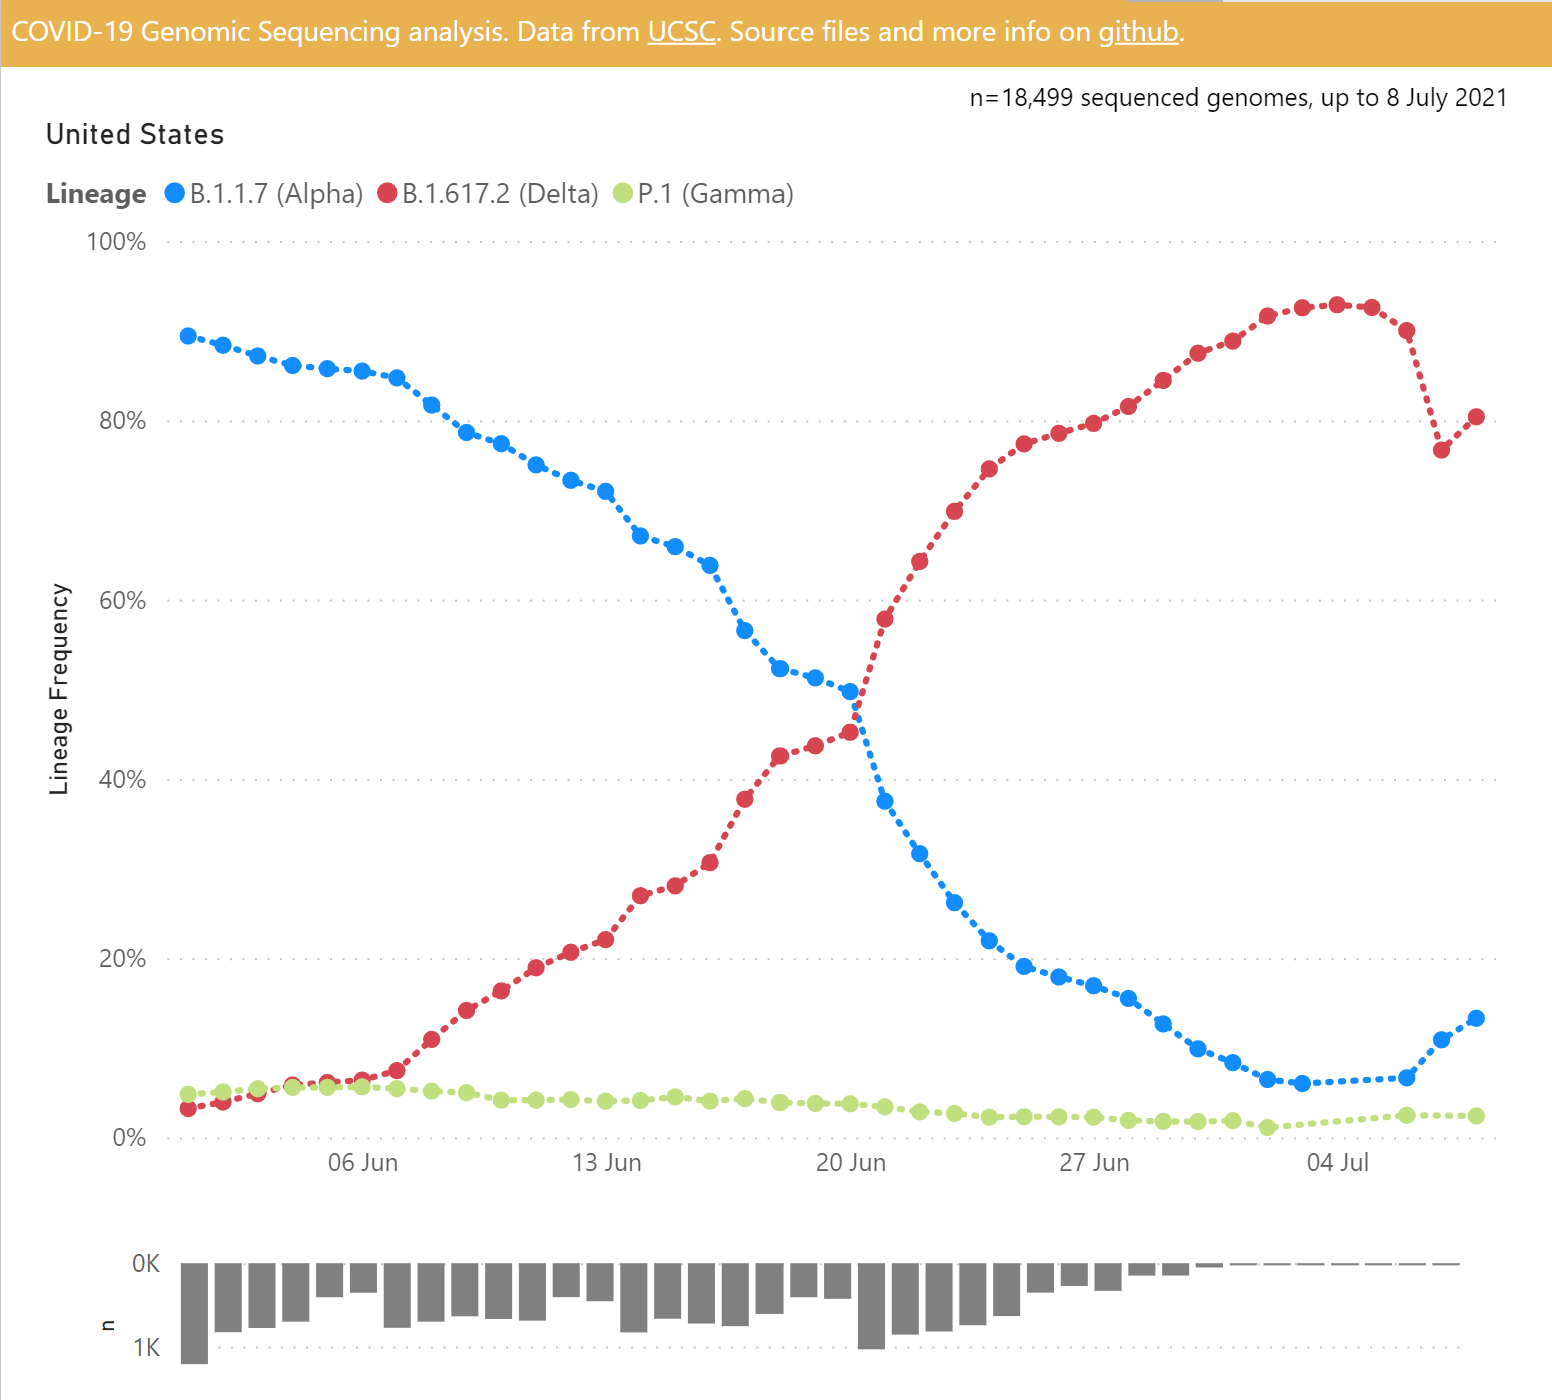 COVID-19 Genomic Sequencing analysis. Data from UCSC. Source files and more info on github.
n=18,499 sequenced genomes, up to 8 July 2021
United States
Lineage B.1.1.7 (Alpha) B.1.617.2 (Delta) P.1 (Gamma)
100%
80%
60%
40%
20%
0%
Lineage Frequency
06 Jun 13 Jun 20 Jun 27 Jun 04 Jul
0K
1K
n